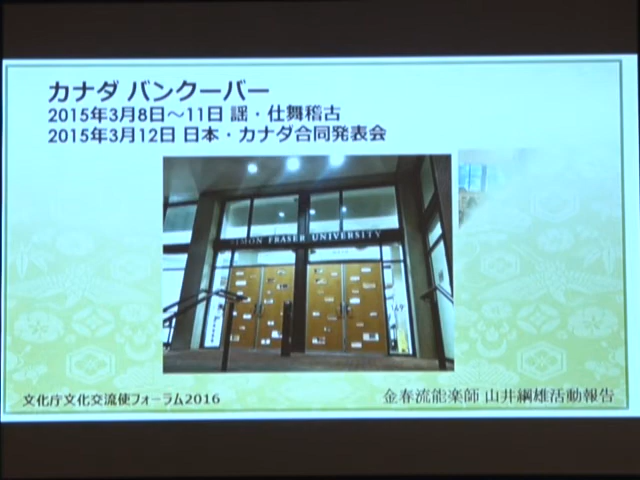 カナダ バンクーバー
2015年3月8日～11日 謡・仕舞稽古
2015年3月12日 日本・カナダ合同発表会
SIMON FRASER UNIVERSITY
149
文化庁文化交流使フォーラム2016
金春流能楽師 山井綱雄活動報告